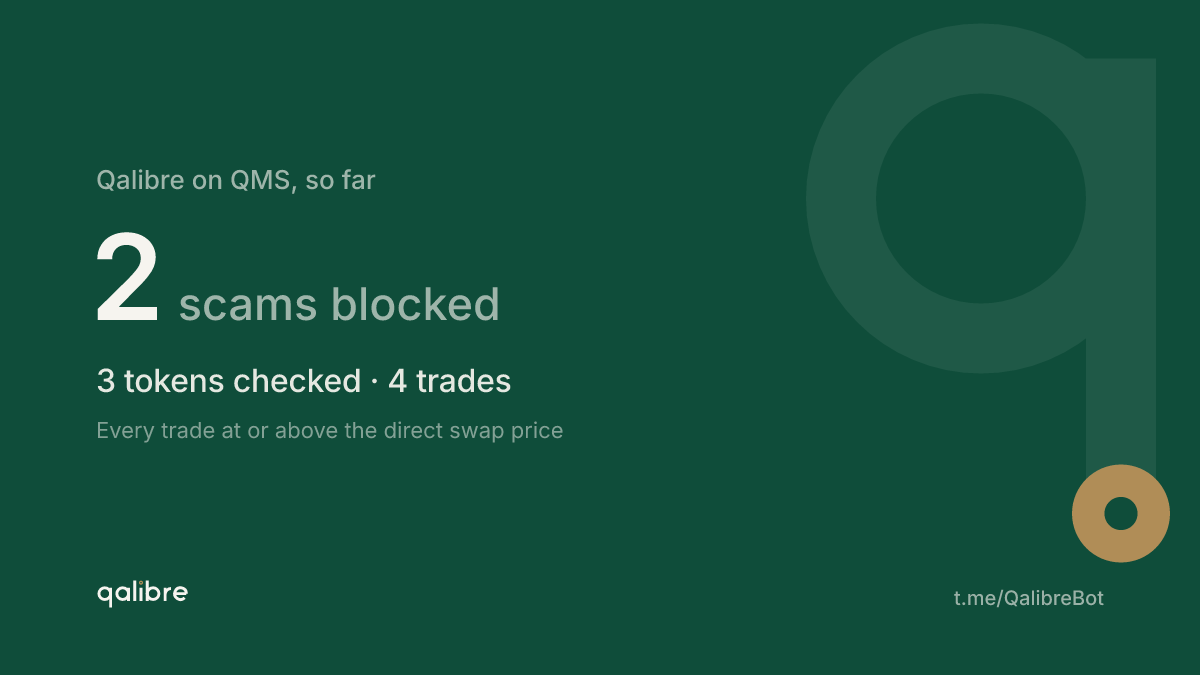 Qalibre on QMS, so far
2 scams blocked
3 tokens checked · 4 trades
Every trade at or above the direct swap price
qalibre
t.me/QalibreBot